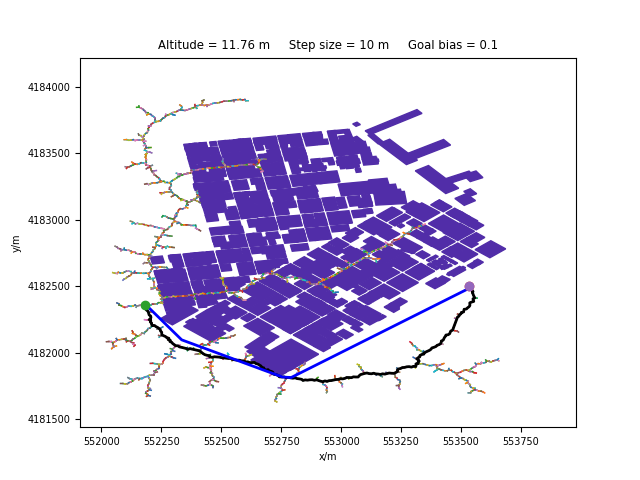 Altitude = 11.76 m     Step size = 10 m     Goal bias = 0.1
4184000
4183500
4183000
y/m
4182500
4182000
4181500
552000 552250 552500 552750 553000 553250 553500 553750
x/m